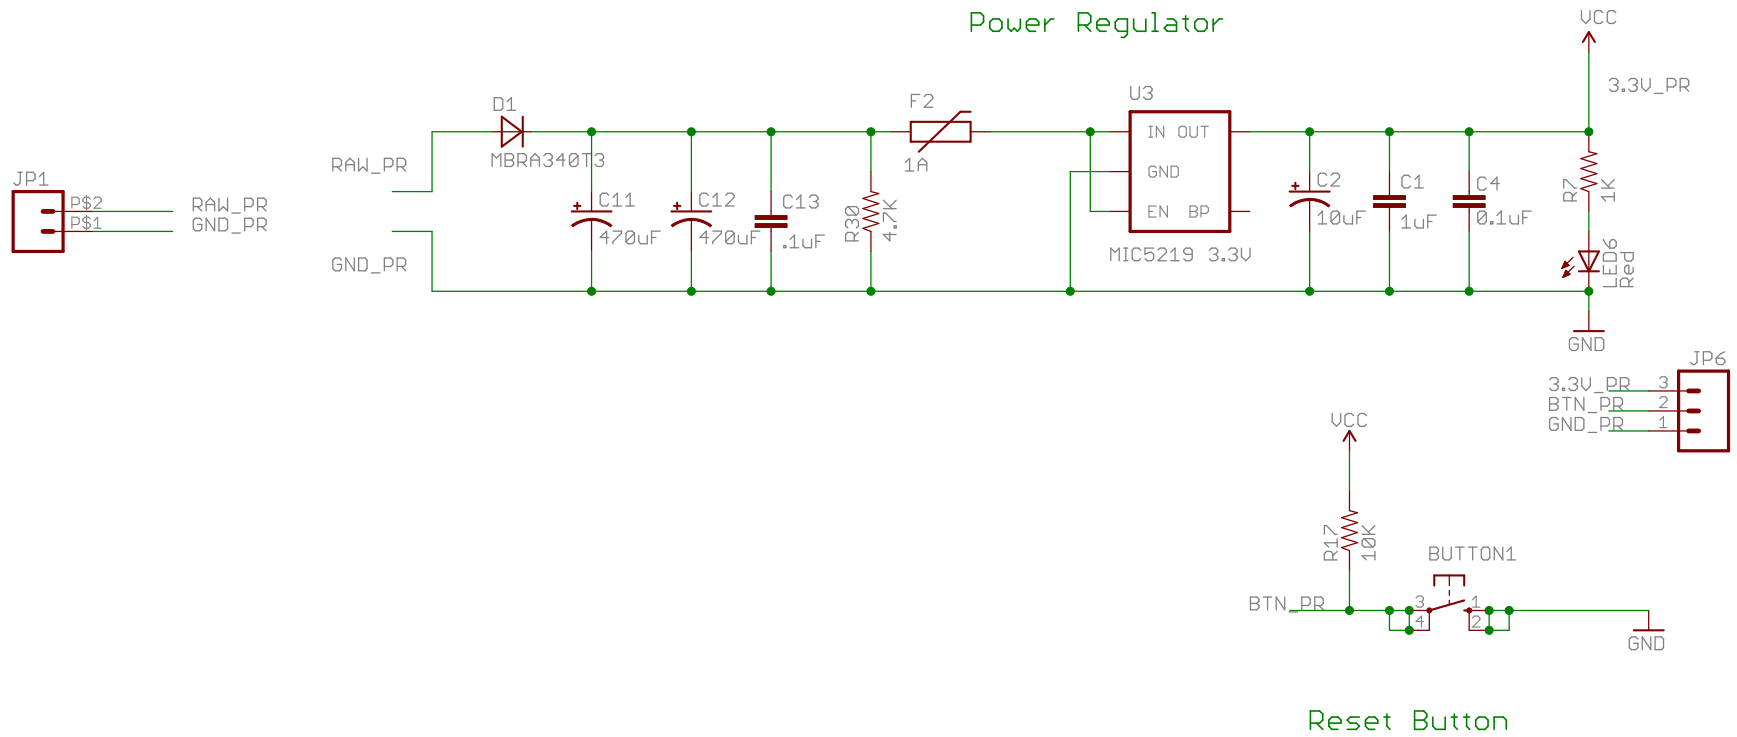 Power Regulator
VCC
3.3V_PR
D1
MBRA340T3
F2
1A
U3
IN OUT
GND
EN BP
MIC5219 3.3V
RAW_PR
GND_PR
JP1
P$2
P$1
RAW_PR
GND_PR
C11
470uF
C12
470uF
C13
.1uF
R30
4.7K
C2
10uF
C1
1uF
C4
0.1uF
R7
1K
LED6
Red
GND
JP6
3.3V_PR 3
BTN_PR 2
GND_PR 1
VCC
R17
10K
BUTTON1
BTN_PR
3 1
4 2
GND
Reset Button